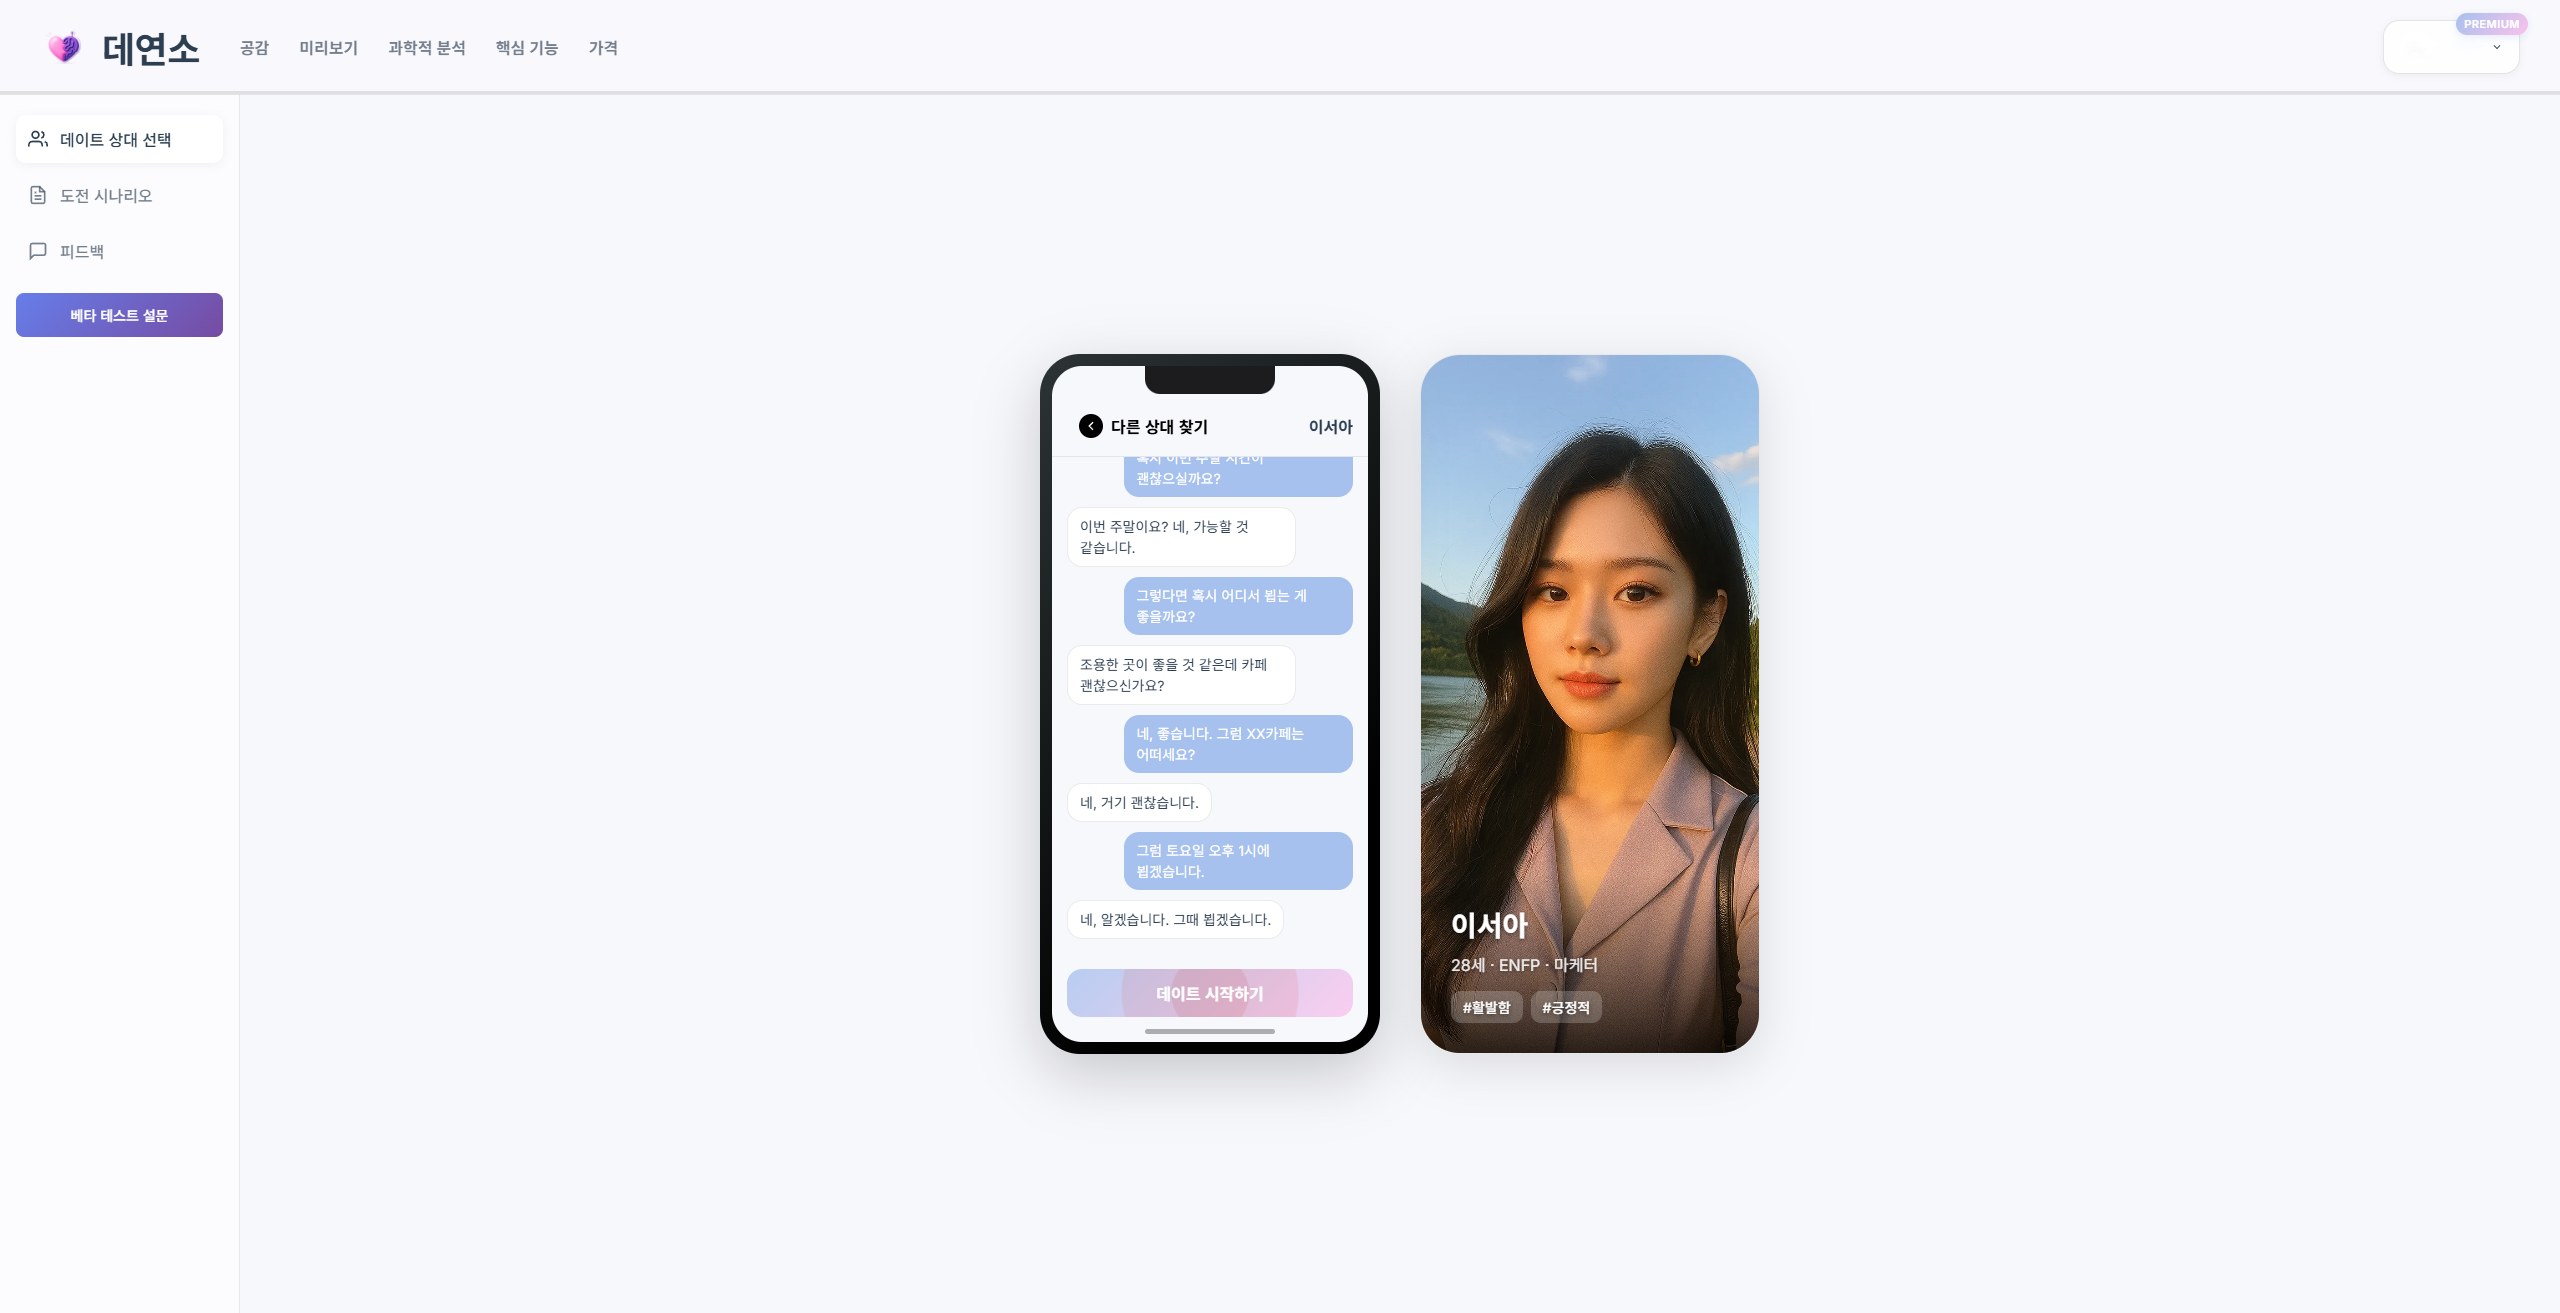 데연소
공감
미리보기
과학적 분석
핵심 기능
가격
PREMIUM
데이트 상대 선택
도전 시나리오
피드백
베타 테스트 설문
다른 상대 찾기
이서아
혹시 이번 주말 시간이
괜찮으실까요?
이번 주말이요? 네, 가능할 것
같습니다.
그렇다면 혹시 어디서 뵙는 게
좋을까요?
조용한 곳이 좋을 것 같은데 카페
괜찮으신가요?
네, 좋습니다. 그럼 XX카페는
어떠세요?
네, 거기 괜찮습니다.
그럼 토요일 오후 1시에
뵙겠습니다.
네, 알겠습니다. 그때 뵙겠습니다.
데이트 시작하기
이서아
28세 · ENFP · 마케터
#활발함
#긍정적